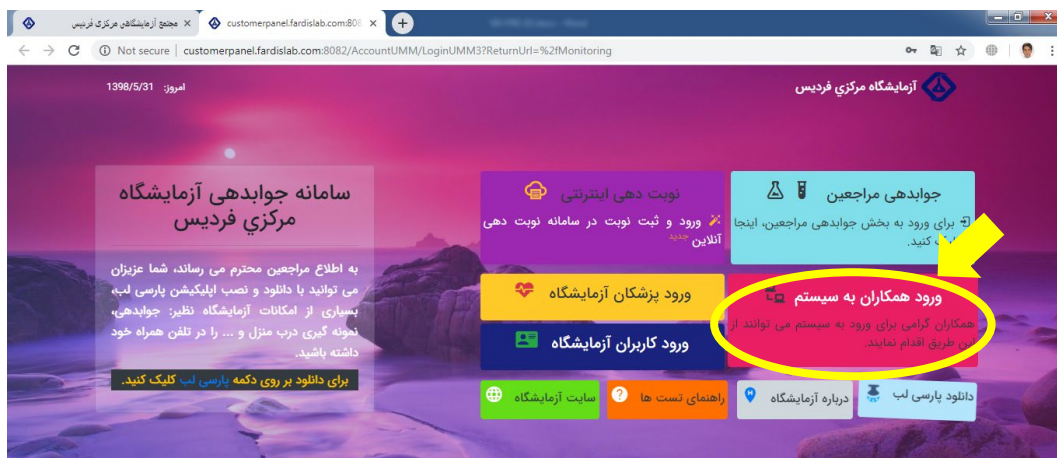 مجتمع آزمایشگاهی مرکزی فردیس
customerpanel.fardislab.com:808
Not secure | customerpanel.fardislab.com:8082/AccountUMM/LoginUMM3?ReturnUrl=%2fMonitoring
آزمایشگاه مرکزي فردیس
امروز: 1398/5/31
جوابدهی مراجعین
برای ورود به بخش جوابدهی مراجعین، اینجا
کنید.
نوبت دهی اینترنتی
ورود و ثبت نوبت در سامانه نوبت دهی
آنلاین جدید
ورود همکاران به سیستم
همکاران گرامی برای ورود به سیستم می توانند از
این طریق اقدام نمایند.
ورود پزشکان آزمایشگاه
ورود کاربران آزمایشگاه
دانلود پارسی لب
درباره آزمایشگاه
راهنمای تست ها
سایت آزمایشگاه
سامانه جوابدهی آزمایشگاه
مرکزي فردیس
به اطلاع مراجعین محترم می رساند، شما عزیزان
می توانید با دانلود و نصب اپلیکیشن پارسی لب،
بسیاری از امکانات آزمایشگاه نظیر: جوابدهی،
نمونه گیری درب منزل و ... را در تلفن همراه خود
داشته باشید.
برای دانلود بر روی دکمه پارسی لب کلیک کنید.